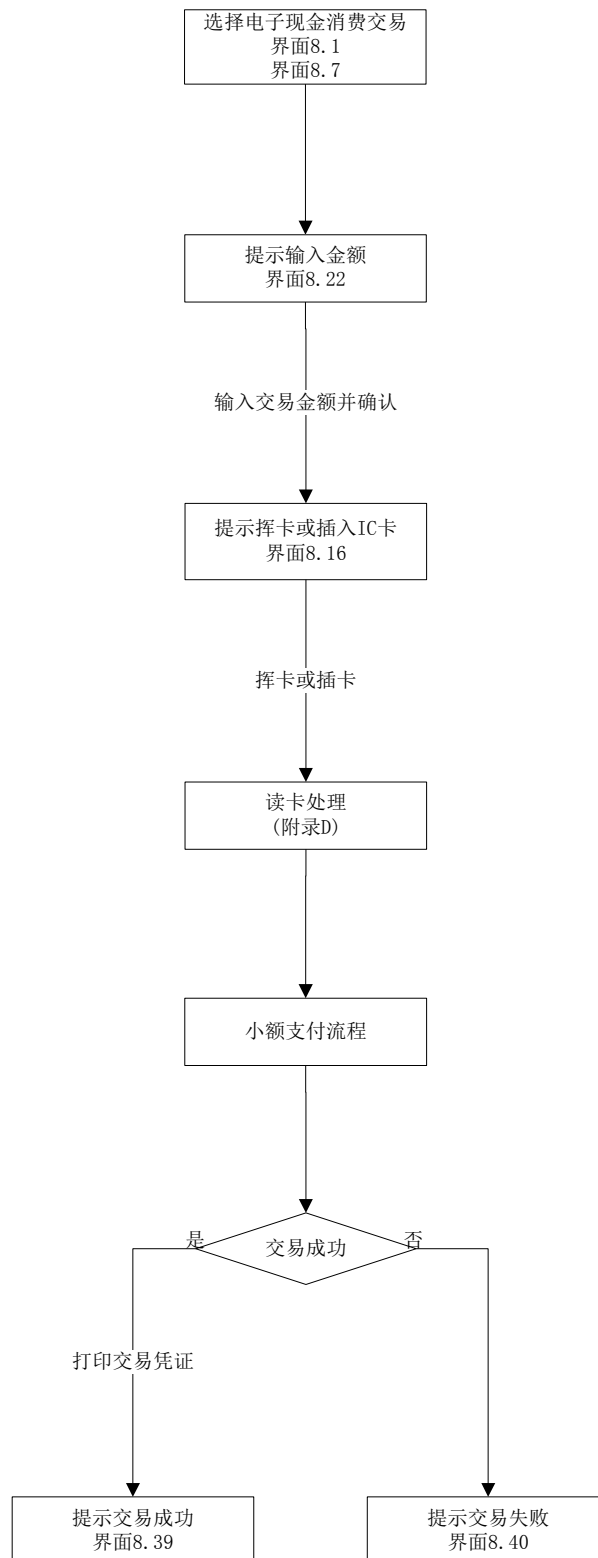 选择电子现金消费交易
界面8.1
界面8.7
提示输入金额
界面8.22
输入交易金额并确认
提示挥卡或插入IC卡
界面8.16
挥卡或插卡
读卡处理
(附录D)
小额支付流程
是
交易成功
否
打印交易凭证
提示交易成功
界面8.39
提示交易失败
界面8.40